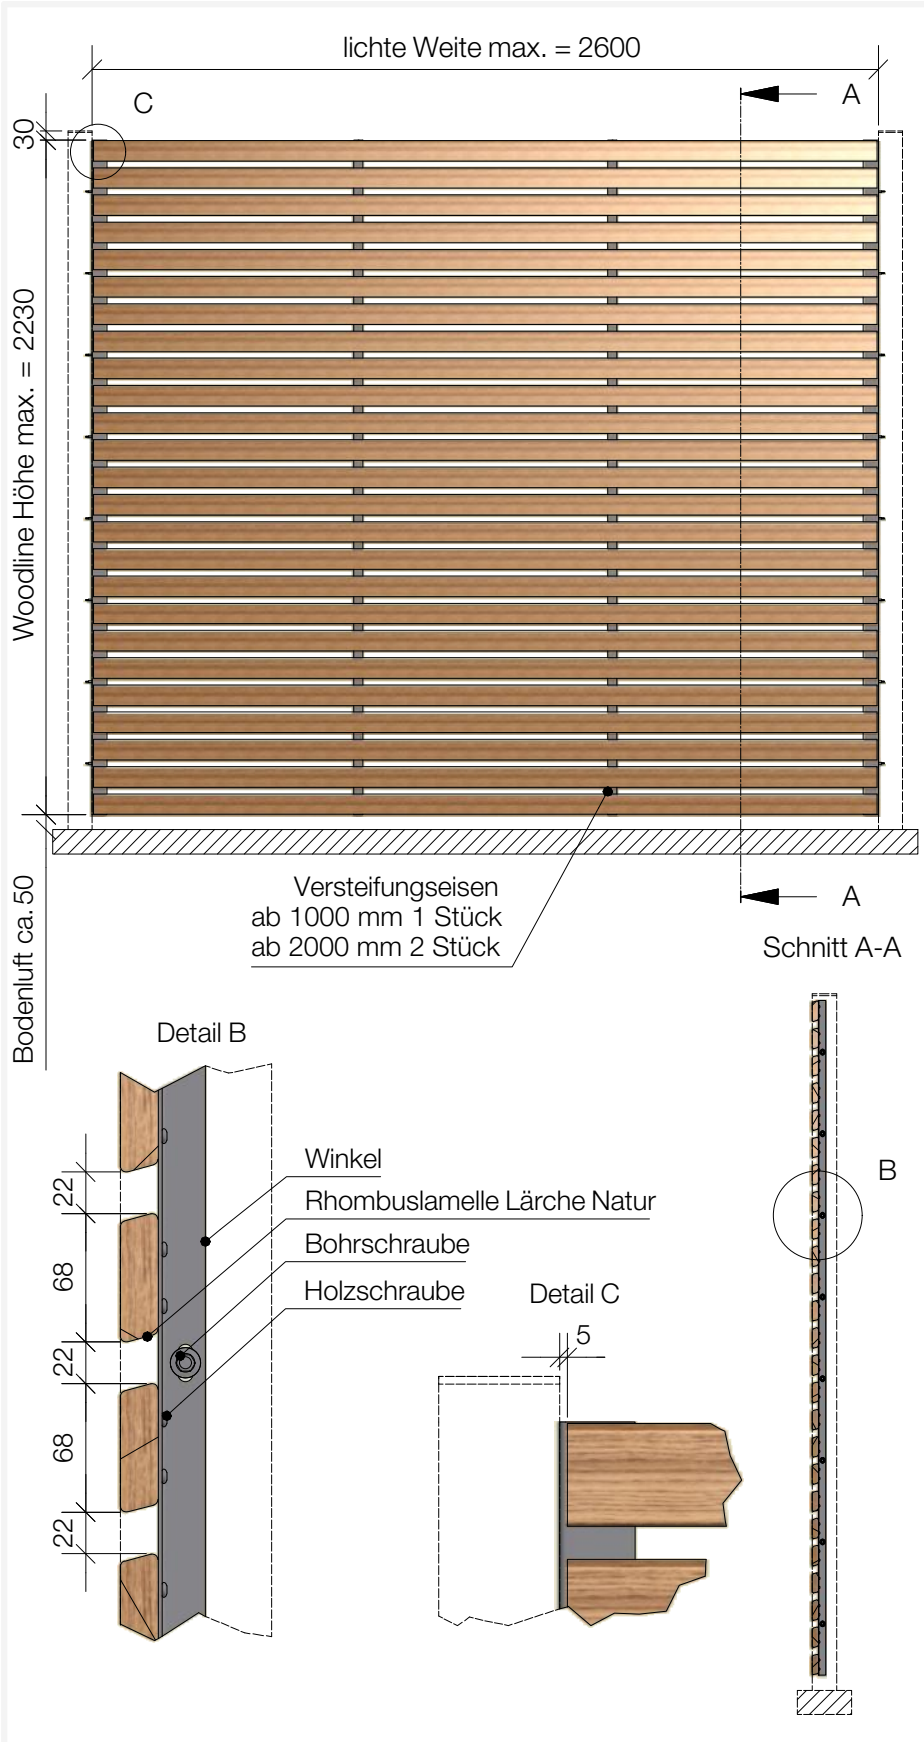 lichte Weite max. = 2600
C
A
30
Woodline Höhe max. = 2230
Versteifungseisen
ab 1000 mm 1 Stück
ab 2000 mm 2 Stück
A
Bodenluft ca. 50
Schnitt A-A
Detail B
Winkel
22
Rhombuslamelle Lärche Natur
B
Bohrschraube
68
Holzschraube
Detail C
22
5
68
22